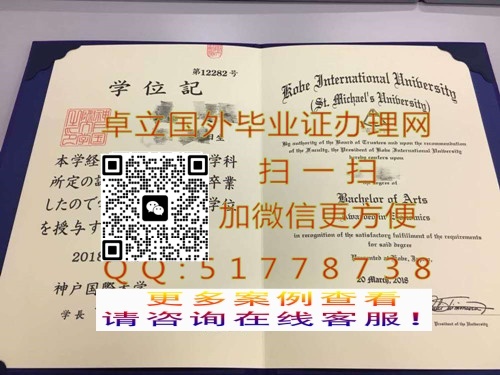 第12282号
学位記
本学経
学科
所定の
卒業
したので
学位
を授与す
2018
神戸国際大学
学長
Kobe International University
(St. Michael's University)
By authority of the Board of Trustees and upon the recommendation
of the Faculty, the President of Kobe International University
hereby confers upon
the degree of
Bachelor of Arts
Awarded in Economics
in recognition of the satisfactory fulfillment of the requirements
for said degree
Presented at Kobe, Japan,
20 March, 2018
President of the University
卓立国外毕业证办理网
扫一扫
加微信更方便
QQ:51778738
更多案例查看
请咨询在线客服！